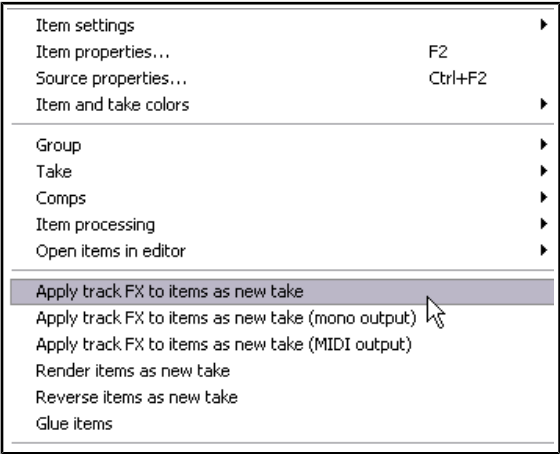 Item settings
Item properties... F2
Source properties... Ctrl+F2
Item and take colors
Group
Take
Comps
Item processing
Open items in editor
Apply track FX to items as new take
Apply track FX to items as new take (mono output)
Apply track FX to items as new take (MIDI output)
Render items as new take
Reverse items as new take
Glue items